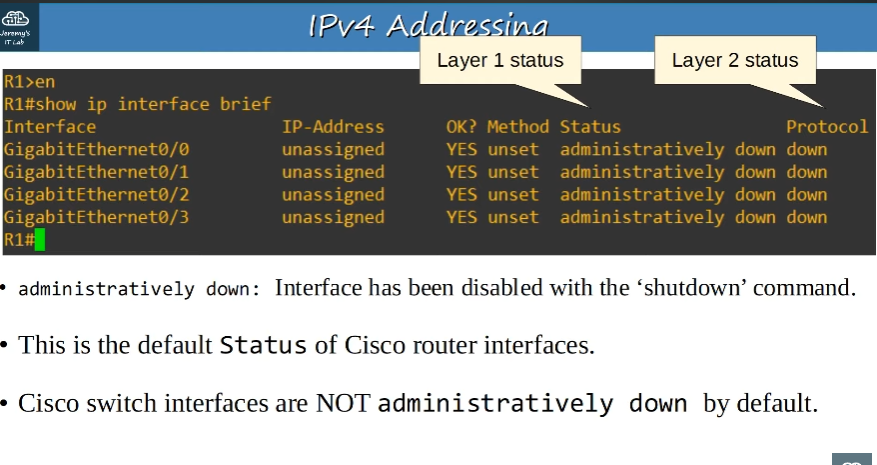 Jeremy's
IT Lab
IPv4 Addressing
Layer 1 status
Layer 2 status
R1>en
R1#show ip interface brief
Interface IP-Address OK? Method Status Protocol
GigabitEthernet0/0 unassigned YES unset administratively down down
GigabitEthernet0/1 unassigned YES unset administratively down down
GigabitEthernet0/2 unassigned YES unset administratively down down
GigabitEthernet0/3 unassigned YES unset administratively down down
R1#
• administratively down: Interface has been disabled with the ‘shutdown’ command.
• This is the default Status of Cisco router interfaces.
• Cisco switch interfaces are NOT administratively down by default.